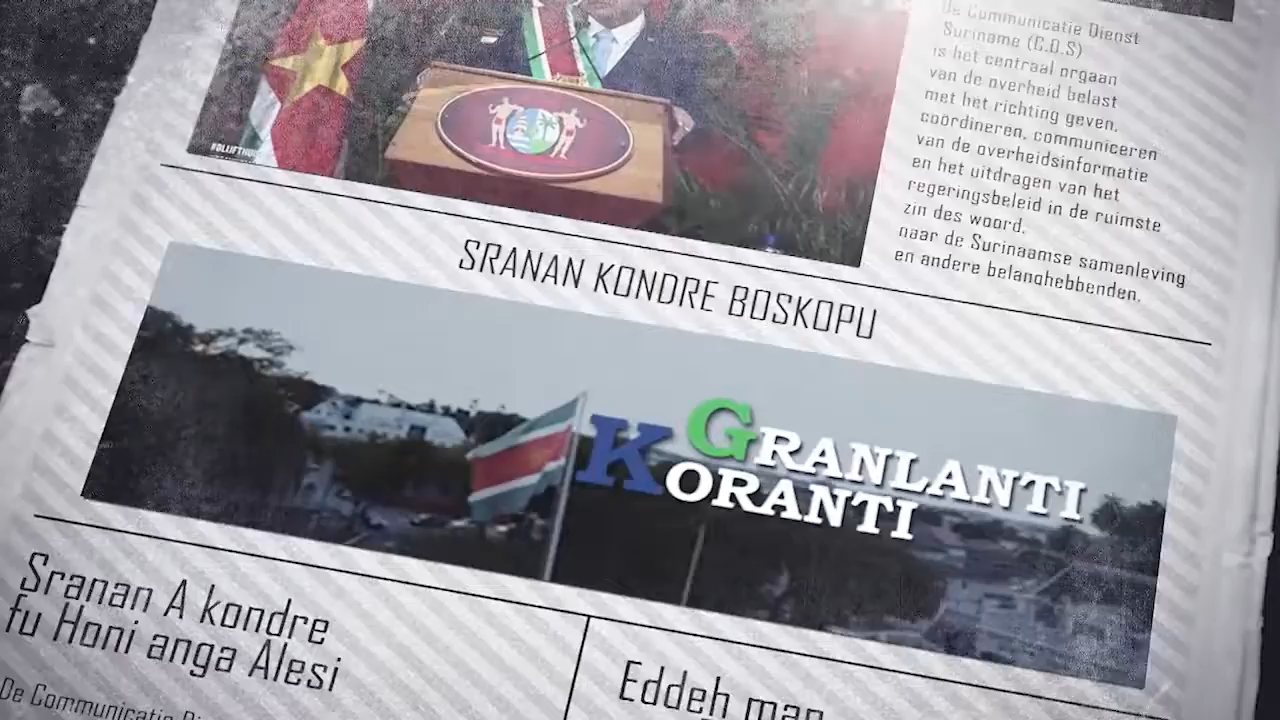 De Communicatie Dienst
Suriname (C.D.S)
is het centraal orgaan
van de overheid belast
met het richting geven,
coördineren, communiceren
van de overheidsinformatie
en het uitdragen van het
regeringsbeleid in de ruimste
zin des woord.
naar de Surinaamse samenleving
en andere belanghebbenden.
SRANAN KONDRE BOSKOPU
GRANLANTI
KORANTI
Sranan A kondre
fu Honi anga Alesi
De Communicatie
Eddeh man